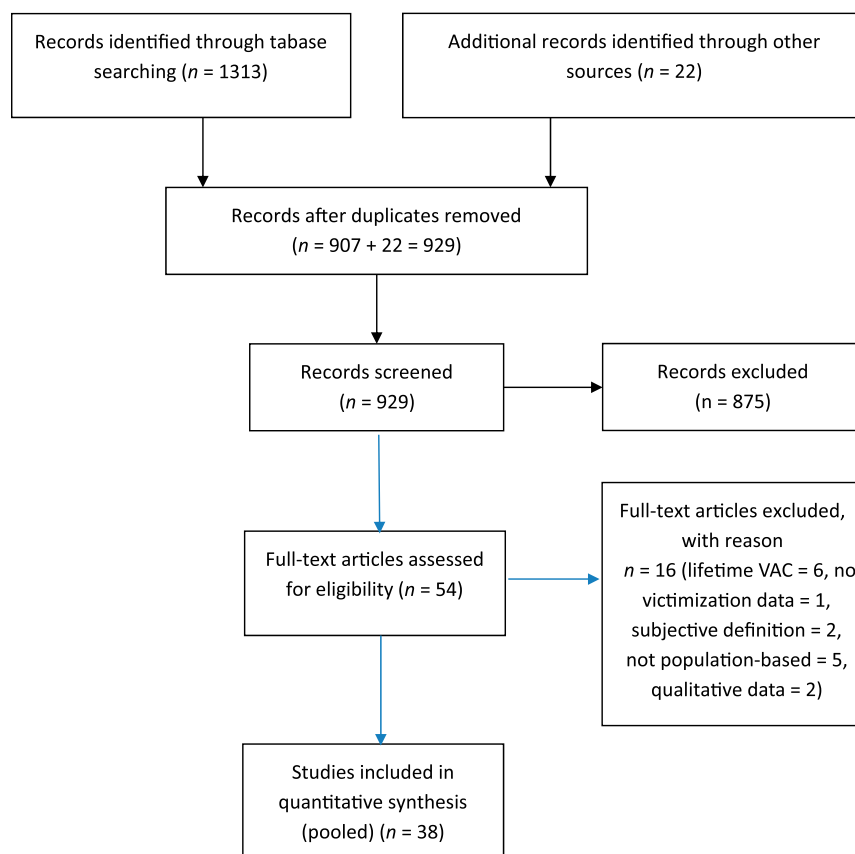 Records identified through tabase
searching (n = 1313)
Additional records identified through other
sources (n = 22)
Records after duplicates removed
(n = 907 + 22 = 929)
Records screened
(n = 929)
Records excluded
(n = 875)
Full-text articles assessed
for eligibility (n = 54)
Full-text articles excluded,
with reason
n = 16 (lifetime VAC = 6, no
victimization data = 1,
subjective definition = 2,
not population-based = 5,
qualitative data = 2)
Studies included in
quantitative synthesis
(pooled) (n = 38)